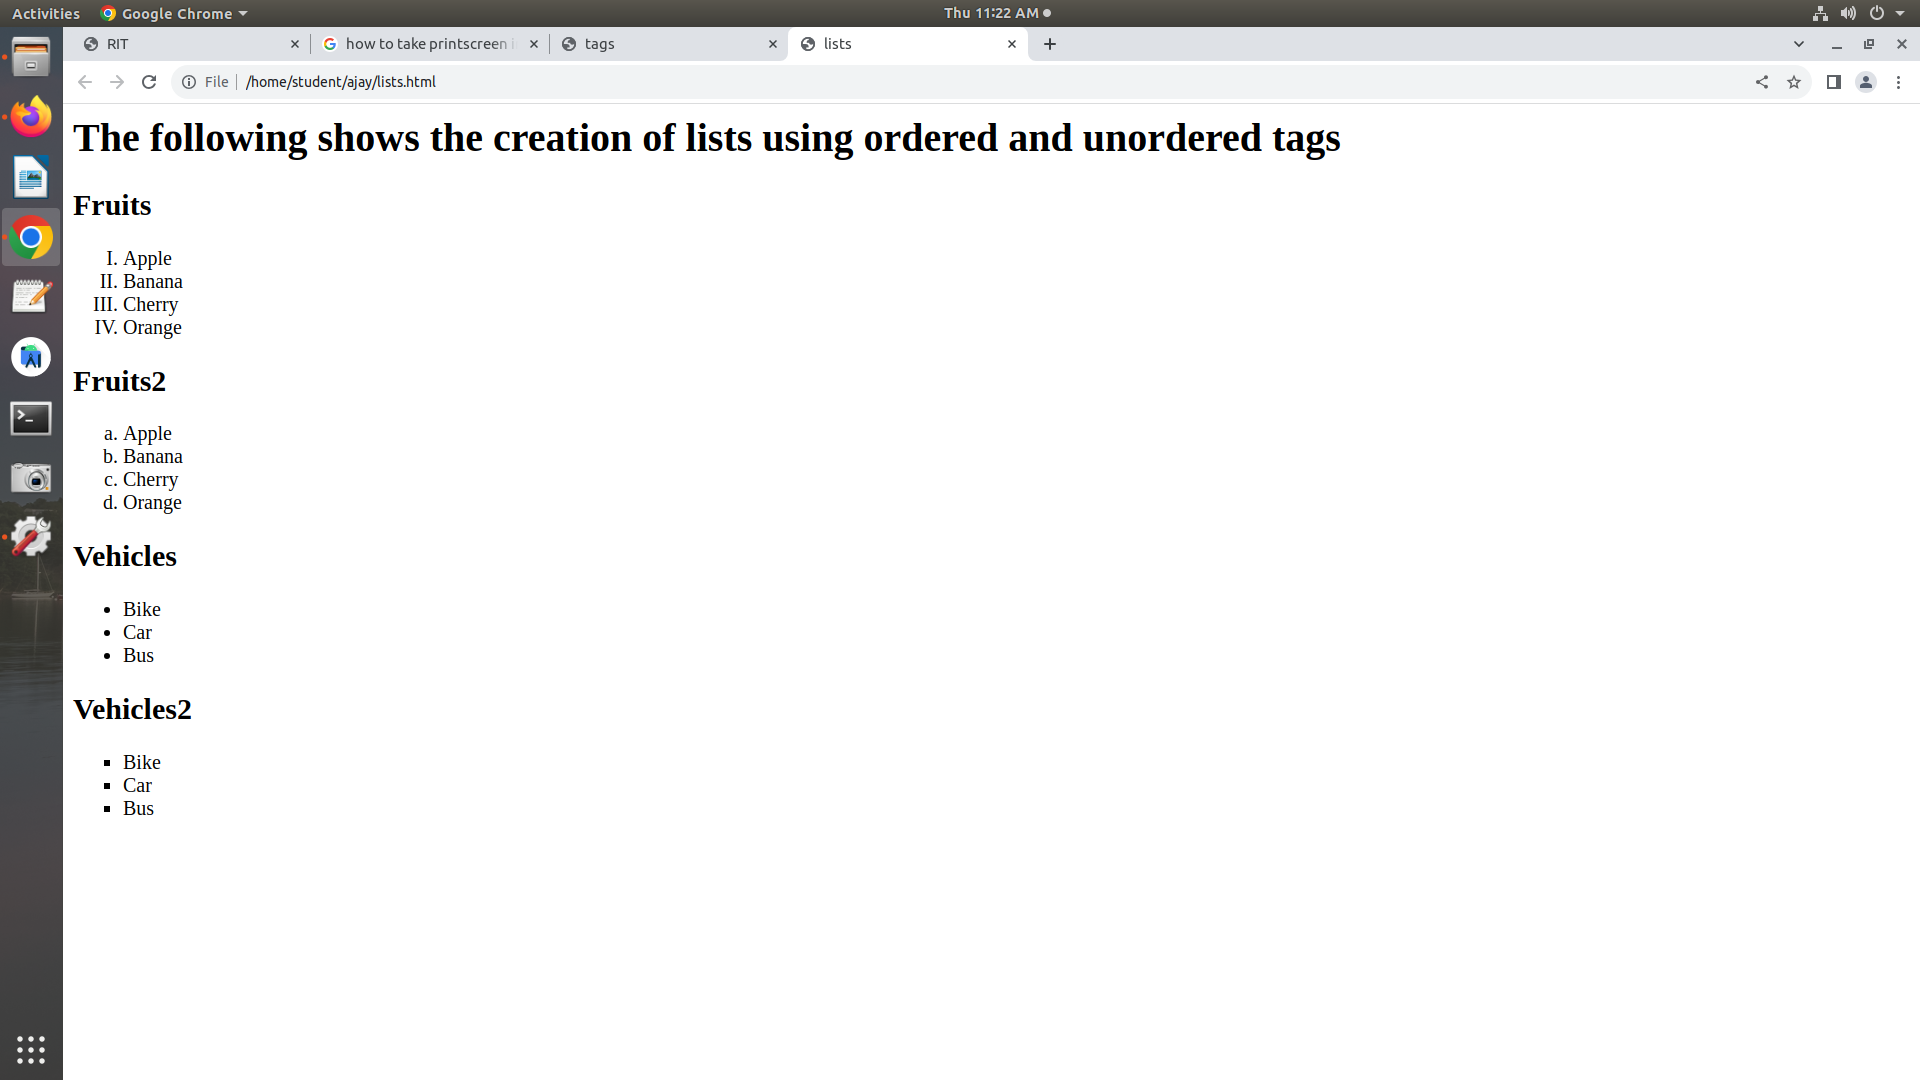 Activities Google Chrome Thu 11:22 AM
RIT how to take printscreen i tags lists
File /home/student/ajay/lists.html
The following shows the creation of lists using ordered and unordered tags
Fruits
I. Apple
II. Banana
III. Cherry
IV. Orange
Fruits2
a. Apple
b. Banana
c. Cherry
d. Orange
Vehicles
• Bike
• Car
• Bus
Vehicles2
▪ Bike
▪ Car
▪ Bus